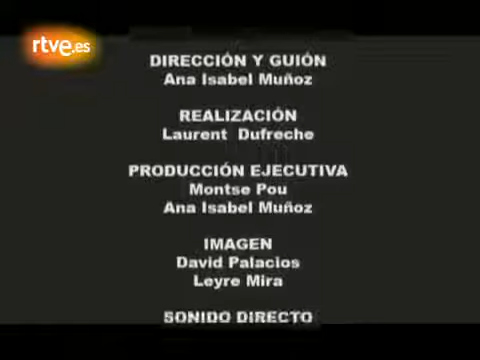 rtve.es
DIRECCIÓN Y GUIÓN
Ana Isabel Muñoz
REALIZACIÓN
Laurent Dufreche
PRODUCCIÓN EJECUTIVA
Montse Pou
Ana Isabel Muñoz
IMAGEN
David Palacios
Leyre Mira
SONIDO DIRECTO